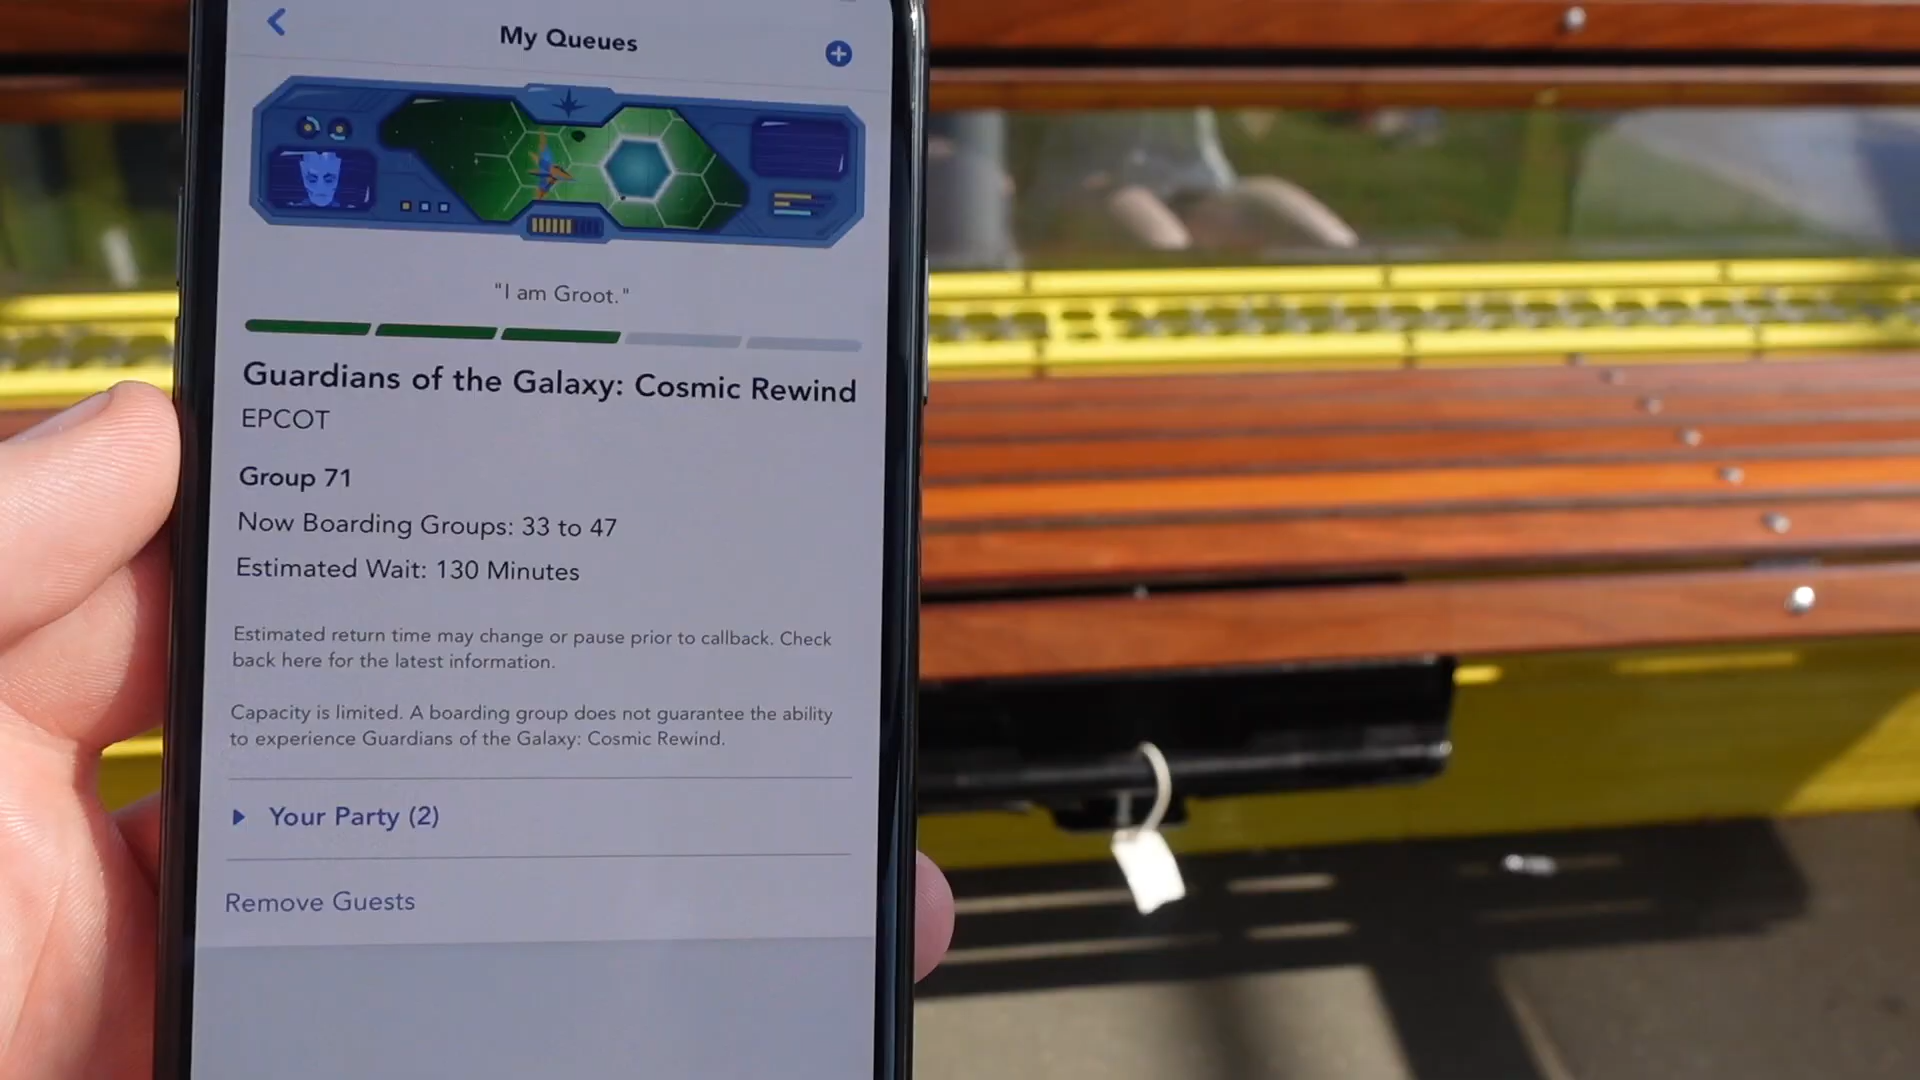 My Queues
"I am Groot."
Guardians of the Galaxy: Cosmic Rewind
EPCOT
Group 71
Now Boarding Groups: 33 to 47
Estimated Wait: 130 Minutes
Estimated return time may change or pause prior to callback. Check
back here for the latest information.
Capacity is limited. A boarding group does not guarantee the ability
to experience Guardians of the Galaxy: Cosmic Rewind.
Your Party (2)
Remove Guests